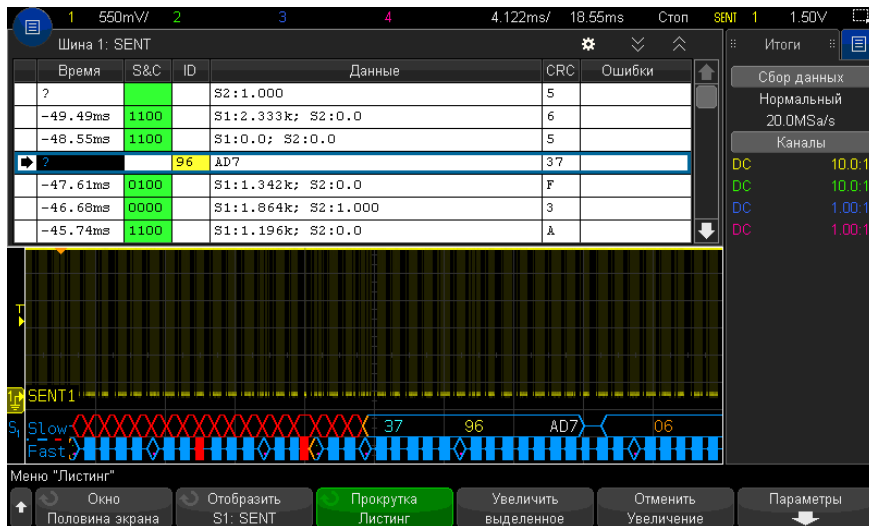 1 550mV/ 2 3 4 4.122ms/ 18.55ms Стоп SENT 1 1.50V
Шина 1: SENT
Итоги
Время S&C ID Данные CRC Ошибки
Сбор данных
? S2:1.000 5
Нормальный
-49.49ms 1100 S1:2.333k; S2:0.0 6
20.0MSa/s
-48.55ms 1100 S1:0.0; S2:0.0 5
Каналы
? 96 AD7 37
DC 10.0:1
-47.61ms 0100 S1:1.342k; S2:0.0 F
DC 10.0:1
-46.68ms 0000 S1:1.864k; S2:1.000 3
DC 1.00:1
-45.74ms 1100 S1:1.196k; S2:0.0 A
DC 1.00:1
T
1 SENT1
S1 Slow 37 96 AD7 06
Fast
Меню "Листинг"
Окно Отобразить Прокрутка Увеличить Отменить Параметры
Половина экрана S1: SENT Листинг выделенное Увеличение